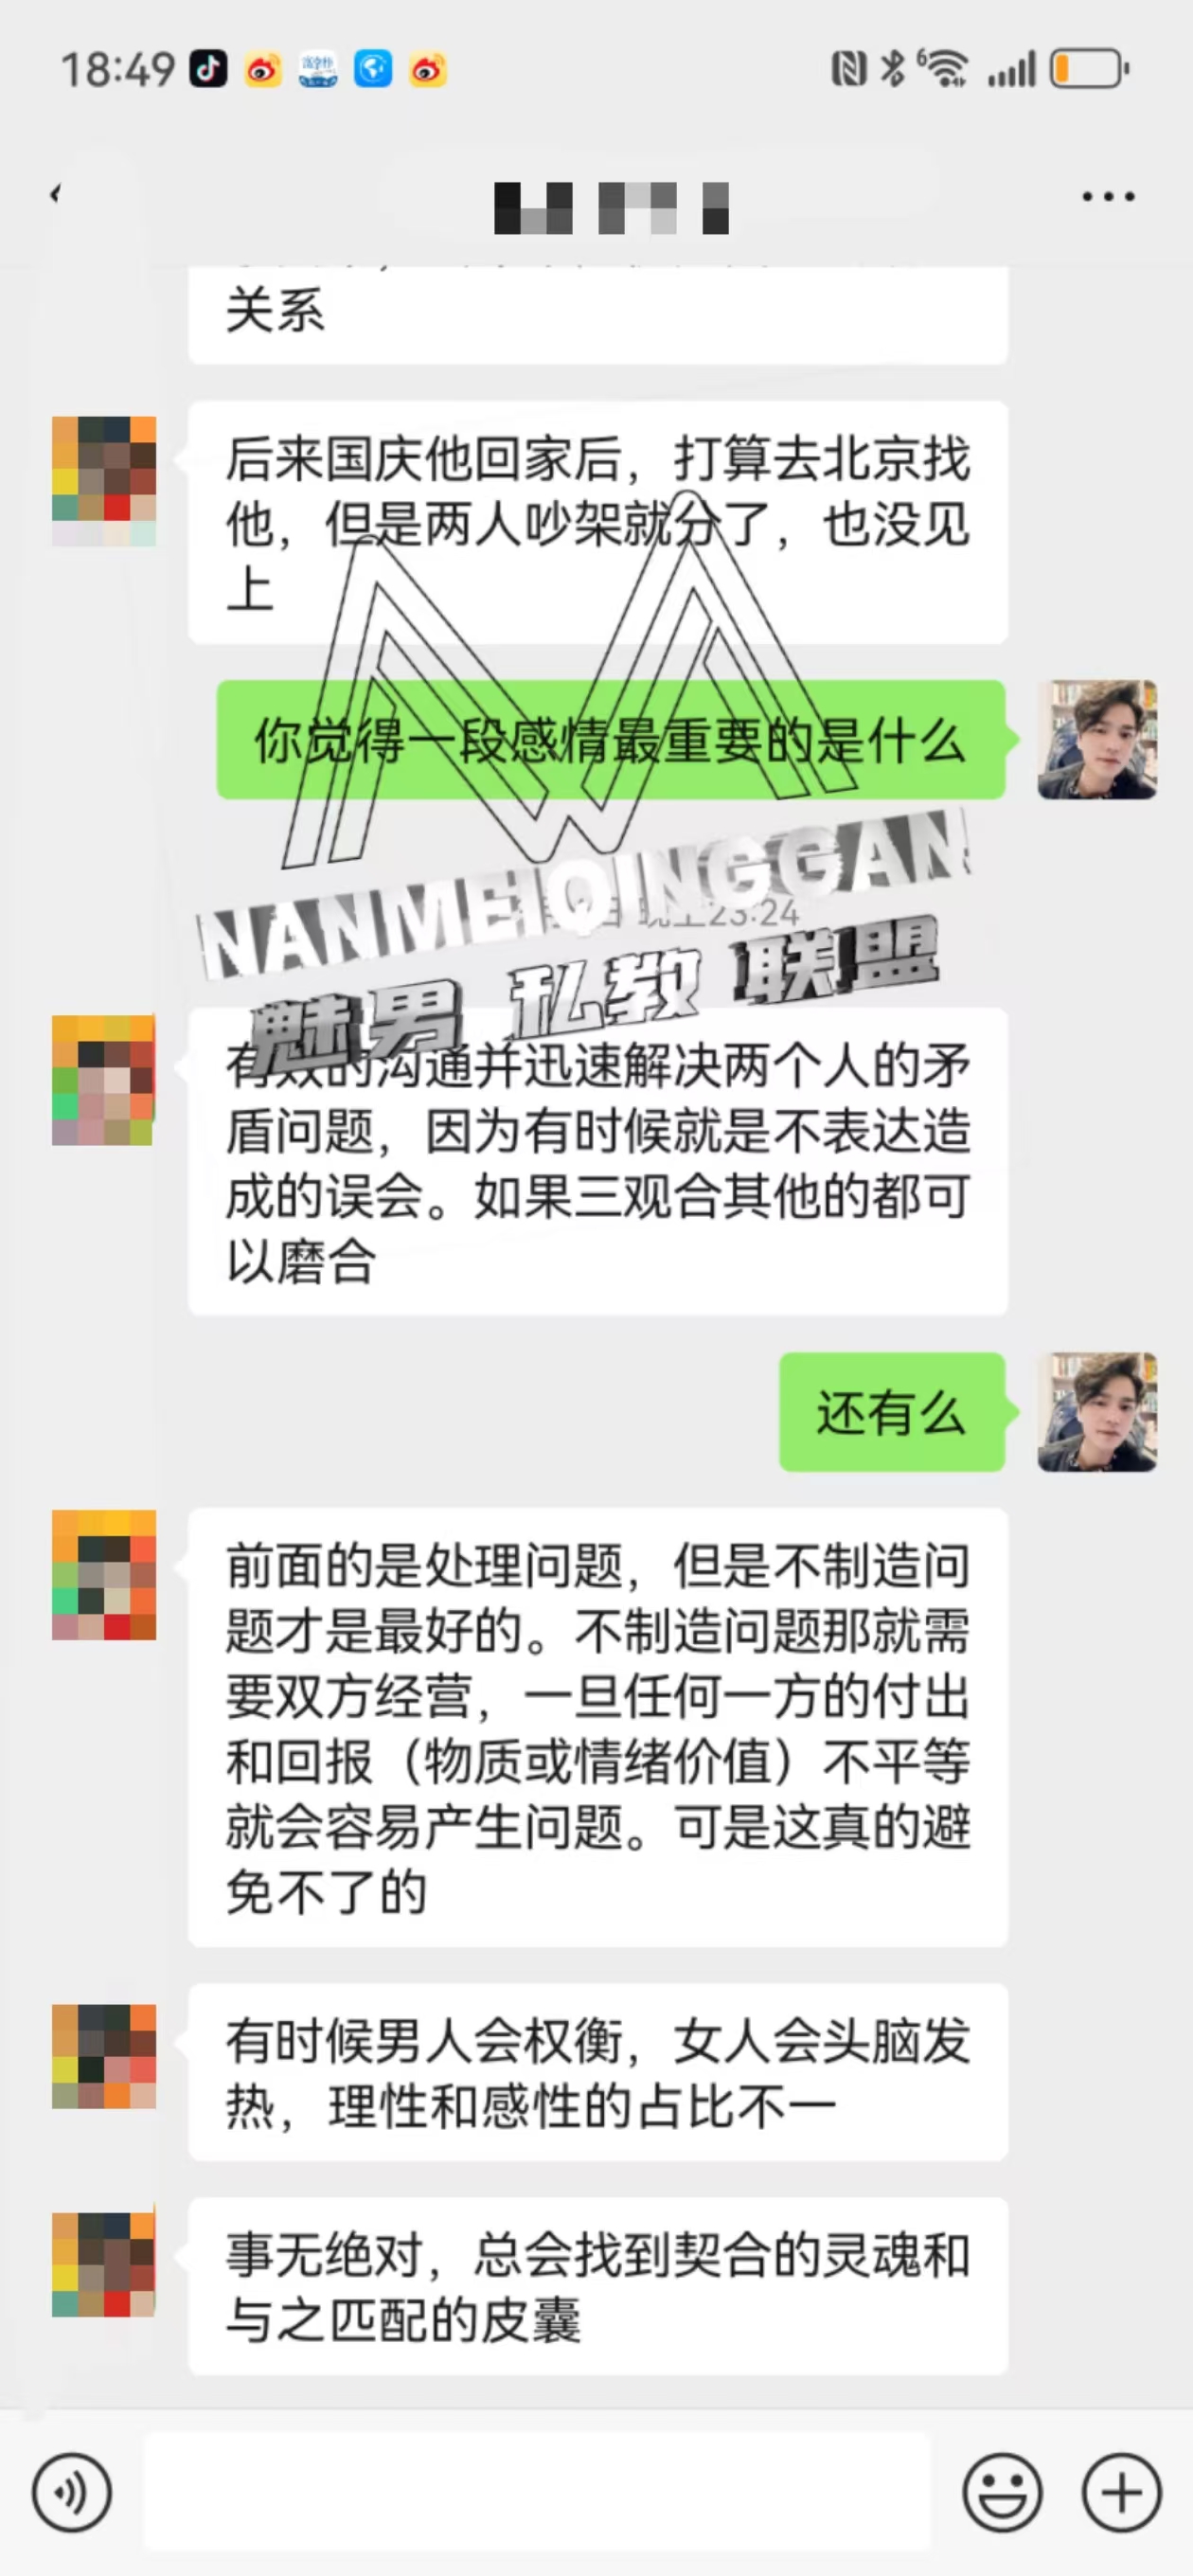 18:49
关系
后来国庆他回家后，打算去北京找
他，但是两人吵架就分了，也没见
上
你觉得一段感情最重要的是什么
NANMEIQINGGAN
晚上23:24
魅男 私教 联盟
有效的沟通并迅速解决两个人的矛
盾问题，因为有时候就是不表达造
成的误会。如果三观合其他的都可
以磨合
还有么
前面的是处理问题，但是不制造问
题才是最好的。不制造问题那就需
要双方经营，一旦任何一方的付出
和回报（物质或情绪价值）不平等
就会容易产生问题。可是这真的避
免不了的
有时候男人会权衡，女人会头脑发
热，理性和感性的占比不一
事无绝对，总会找到契合的灵魂和
与之匹配的皮囊